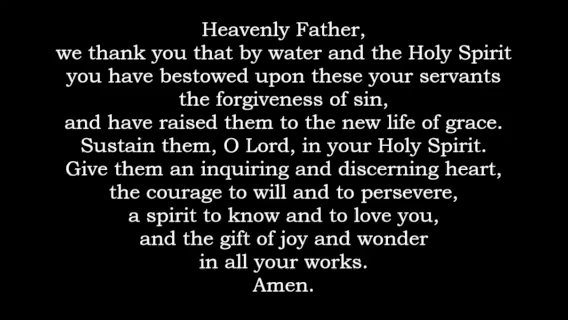 Heavenly Father,
we thank you that by water and the Holy Spirit
you have bestowed upon these your servants
the forgiveness of sin,
and have raised them to the new life of grace.
Sustain them, O Lord, in your Holy Spirit.
Give them an inquiring and discerning heart,
the courage to will and to persevere,
a spirit to know and to love you,
and the gift of joy and wonder
in all your works.
Amen.